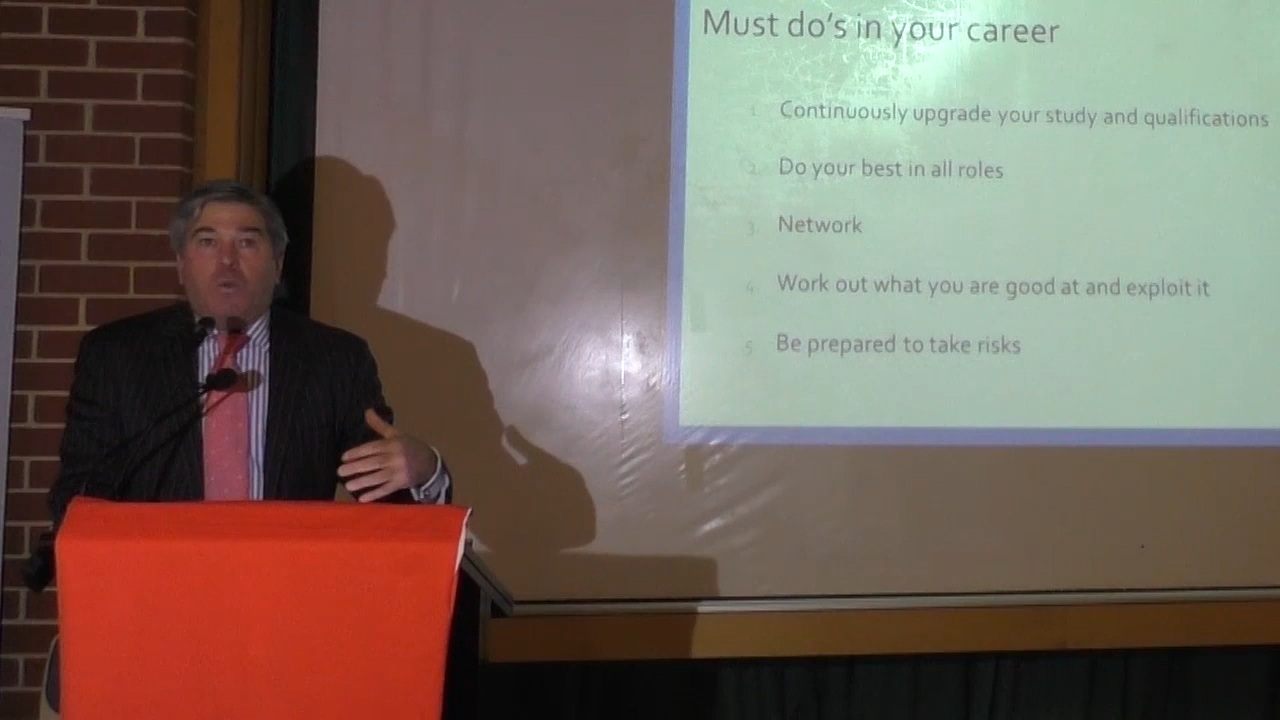 Must do's in your career
1. Continuously upgrade your study and qualifications
2. Do your best in all roles
3. Network
4. Work out what you are good at and exploit it
5. Be prepared to take risks